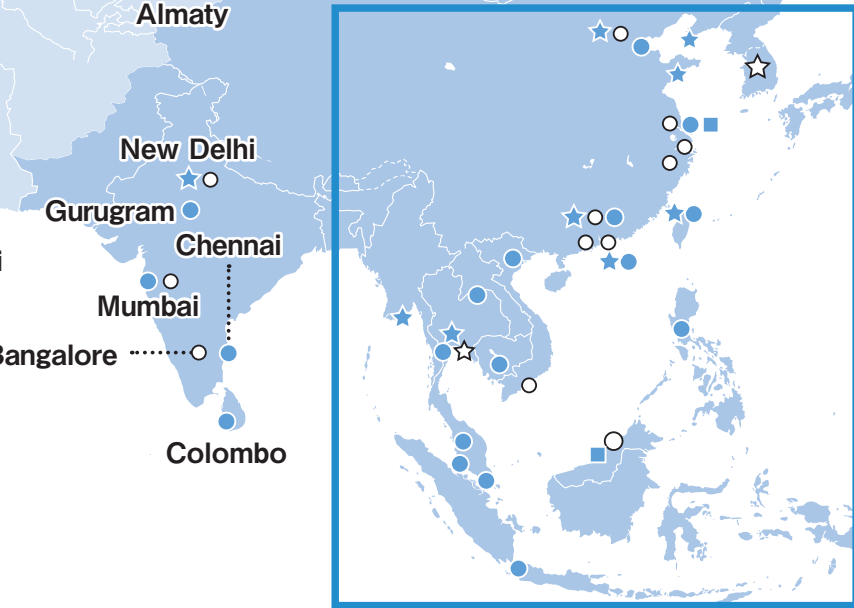 Almaty
New Delhi
Gurugram
Chennai
i
Mumbai
Bangalore
Colombo